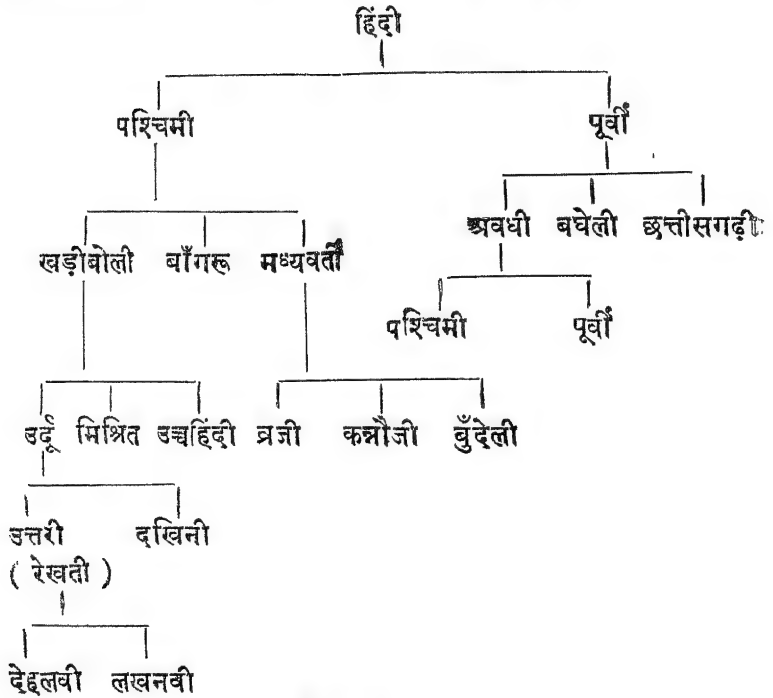 हिंदी
पश्चिमी पूर्वी
अवधी बघेली छत्तीसगढ़ी
खड़ीबोली बाँगरू मध्यवर्ती
पश्चिमी पूर्वी
उर्दू मिश्रित उच्चहिंदी व्रजी कन्नौजी बुँदेली
उत्तरी दखिनी
( रेखती )
देहलवी लखनवी